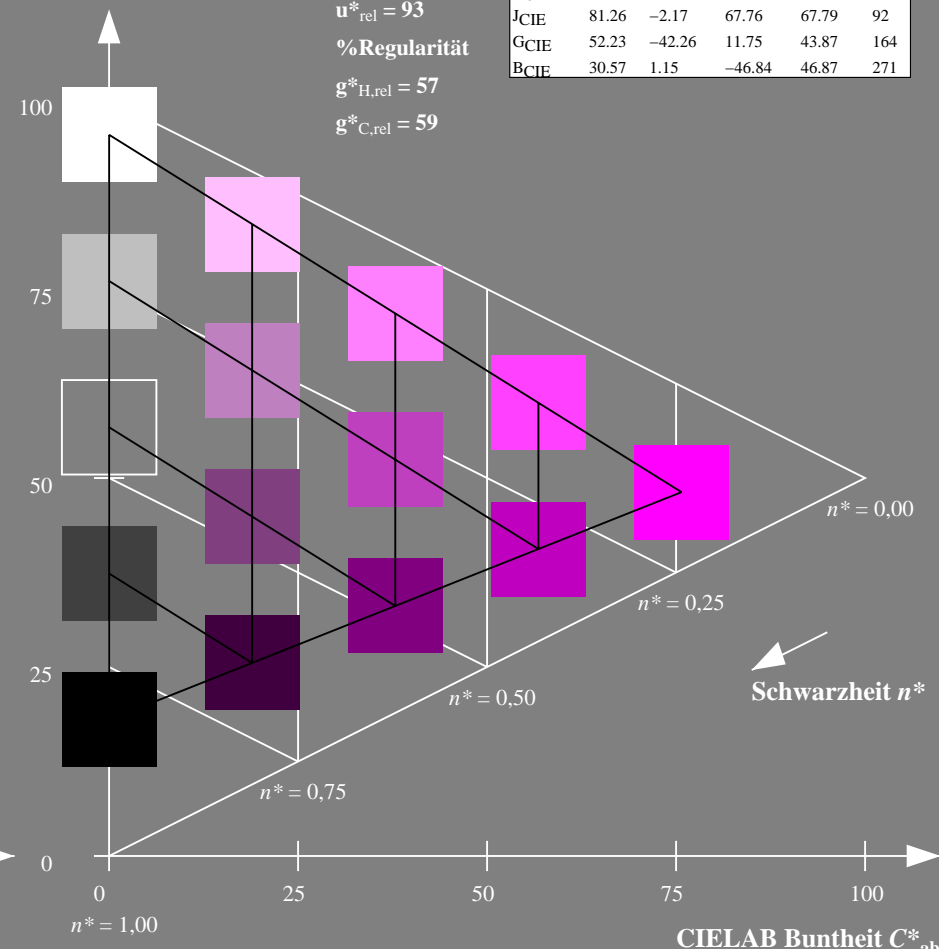 u*rel = 93
%Regularität
g*H,rel = 57
g*C,rel = 59
JCIE 81.26 −2.17 67.76 67.79 92
GCIE 52.23 −42.26 11.75 43.87 164
BCIE 30.57 1.15 −46.84 46.87 271
100
75
50
25
0
n* = 0,00
n* = 0,25
Schwarzheit n*
n* = 0,50
n* = 0,75
0 25 50 75 100
n* = 1,00
CIELAB Buntheit C*ab